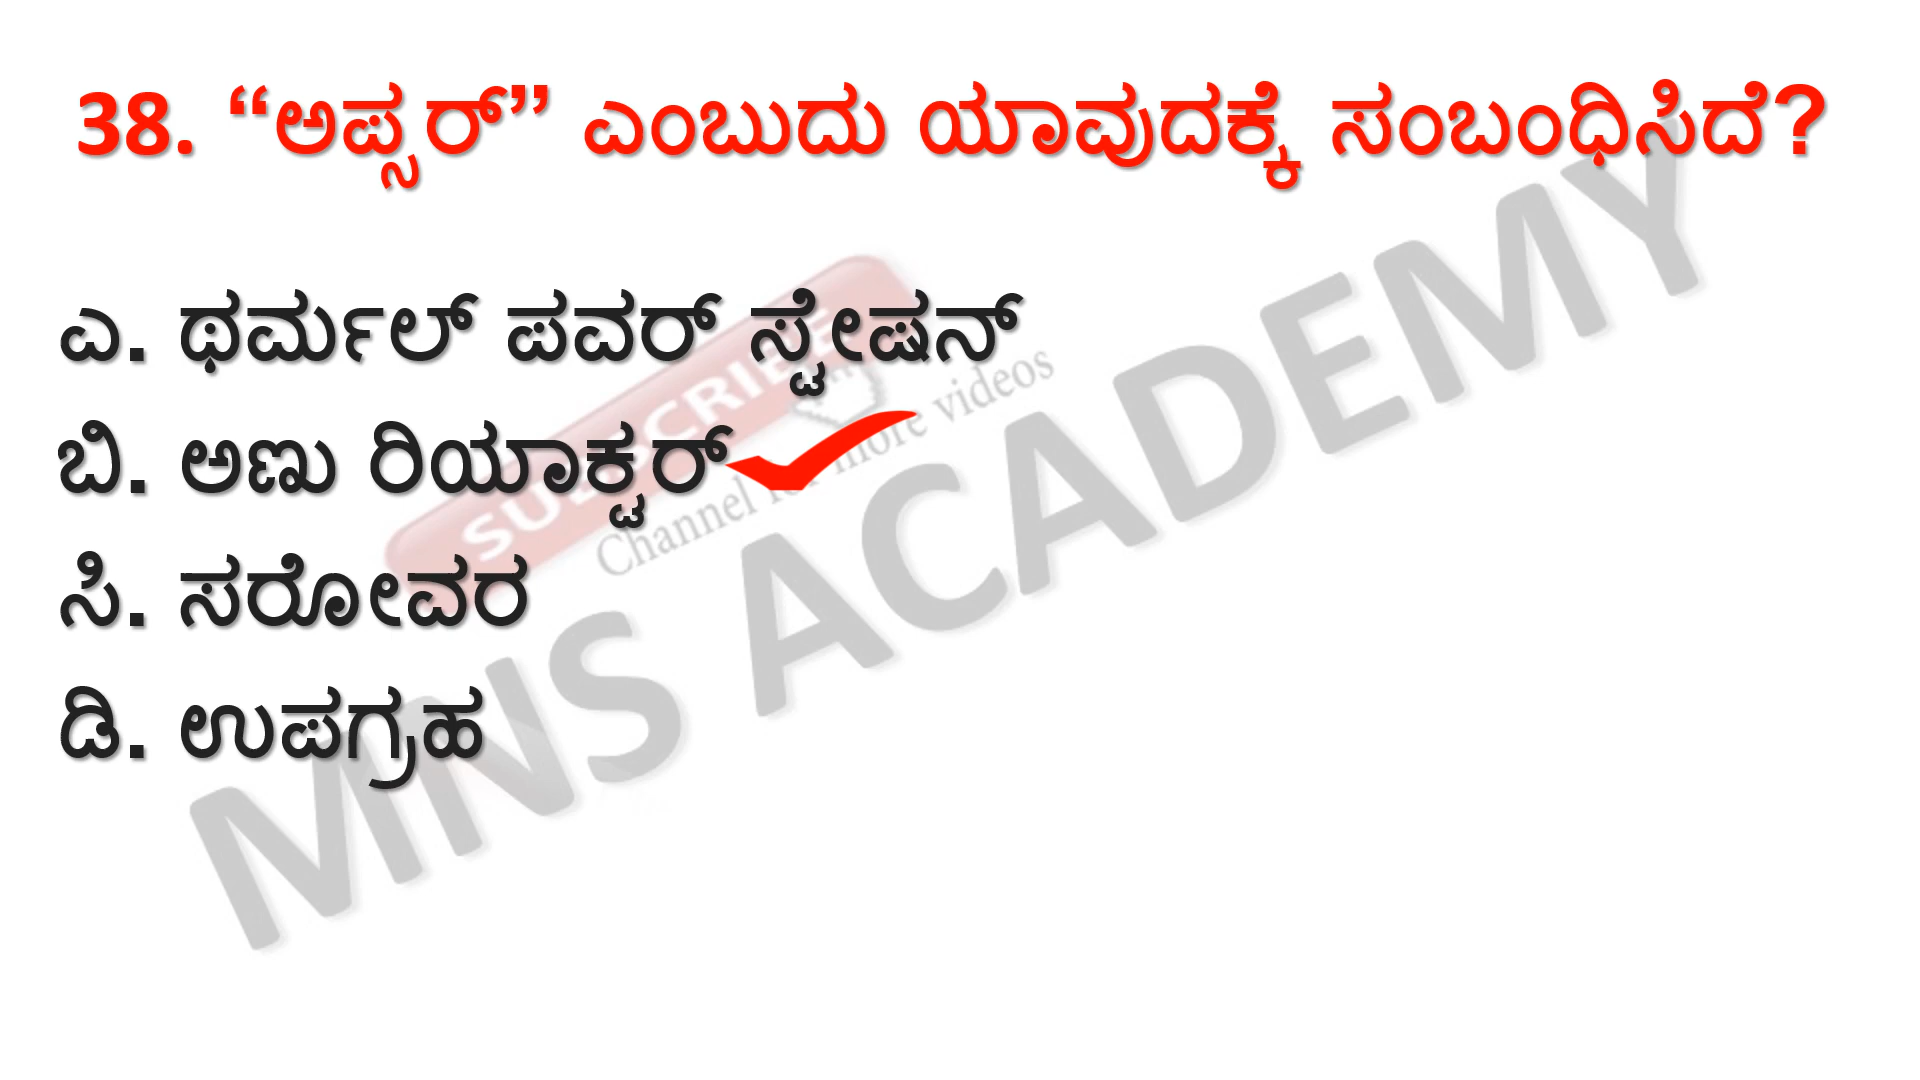 38. “ಅಪ್ಸರ್” ಎಂಬುದು ಯಾವುದಕ್ಕೆ ಸಂಬಂಧಿಸಿದೆ?
ಎ. ಥರ್ಮಲ್ ಪವರ್ ಸ್ಟೇಷನ್
ಬಿ. ಅಣು ರಿಯಾಕ್ಟರ್
ಸಿ. ಸರೋವರ
ಡಿ. ಉಪಗ್ರಹ
SUBSCRIBE
Channel for more videos
MNS ACADEMY